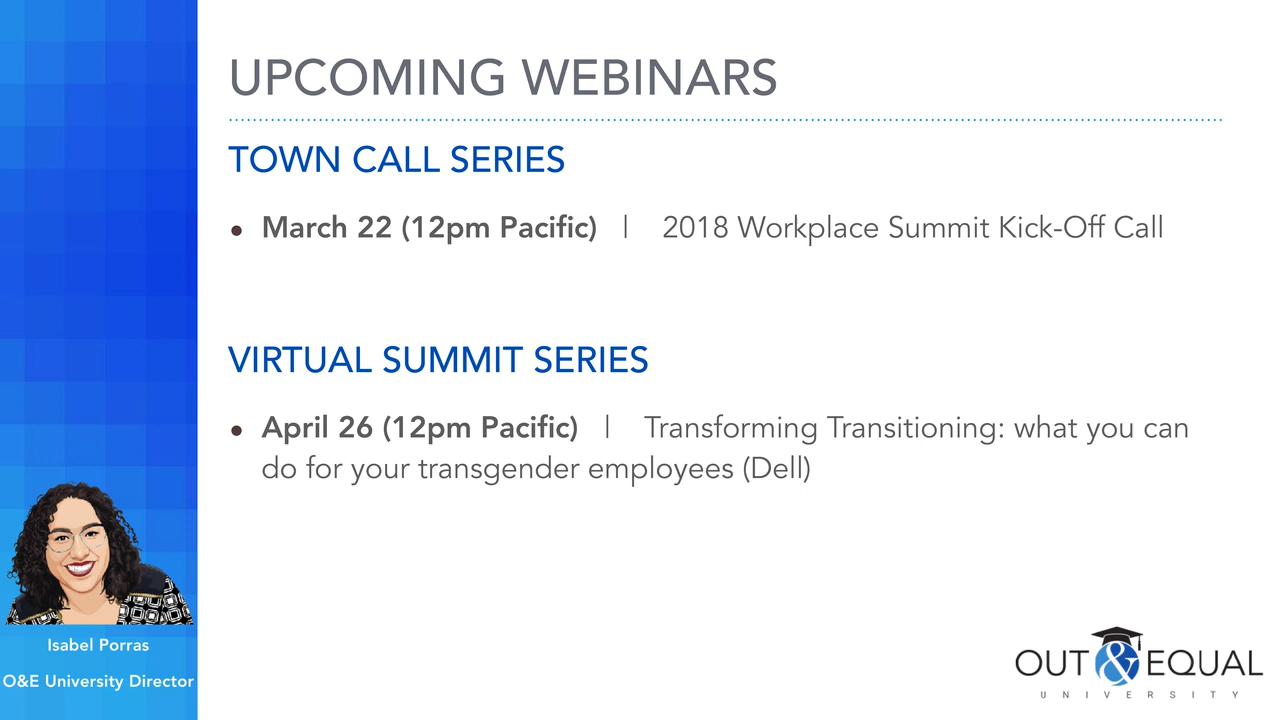 UPCOMING WEBINARS
TOWN CALL SERIES
• March 22 (12pm Pacific) | 2018 Workplace Summit Kick-Off Call
VIRTUAL SUMMIT SERIES
• April 26 (12pm Pacific) | Transforming Transitioning: what you can
do for your transgender employees (Dell)
Isabel Porras
O&E University Director
OUT & EQUAL
UNIVERSITY